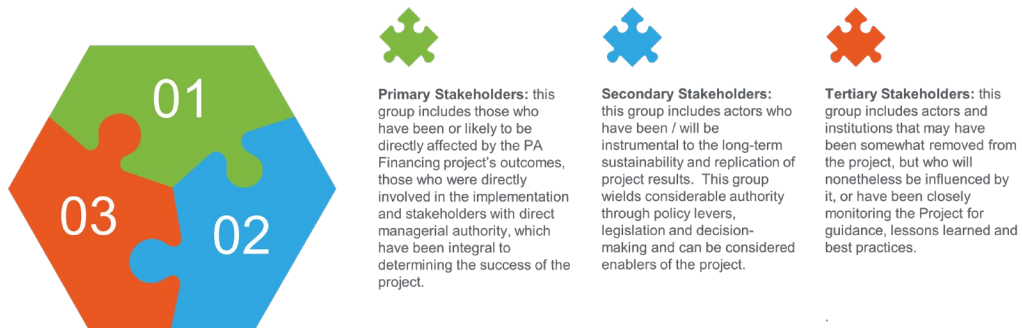 01
02
03
Primary Stakeholders: this
group includes those who
have been or likely to be
directly affected by the PA
Financing project's outcomes,
those who were directly
involved in the implementation
and stakeholders with direct
managerial authority, which
have been integral to
determining the success of the
project.
Secondary Stakeholders:
this group includes actors who
have been / will be
instrumental to the long-term
sustainability and replication of
project results. This group
wields considerable authority
through policy levers,
legislation and decision-
making and can be considered
enablers of the project.
Tertiary Stakeholders: this
group includes actors and
institutions that may have
been somewhat removed from
the project, but who will
nonetheless be influenced by
it, or have been closely
monitoring the Project for
guidance, lessons learned and
best practices.
.